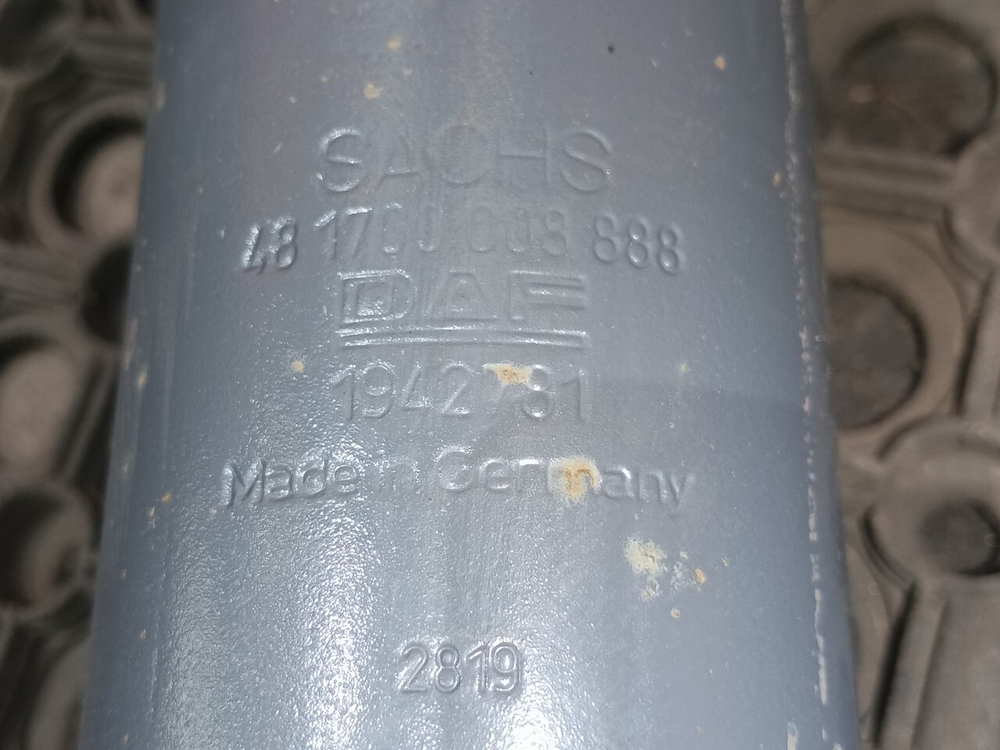 SACHS
48 1700 008 888
DAF
1942781
Made in Germany
2819